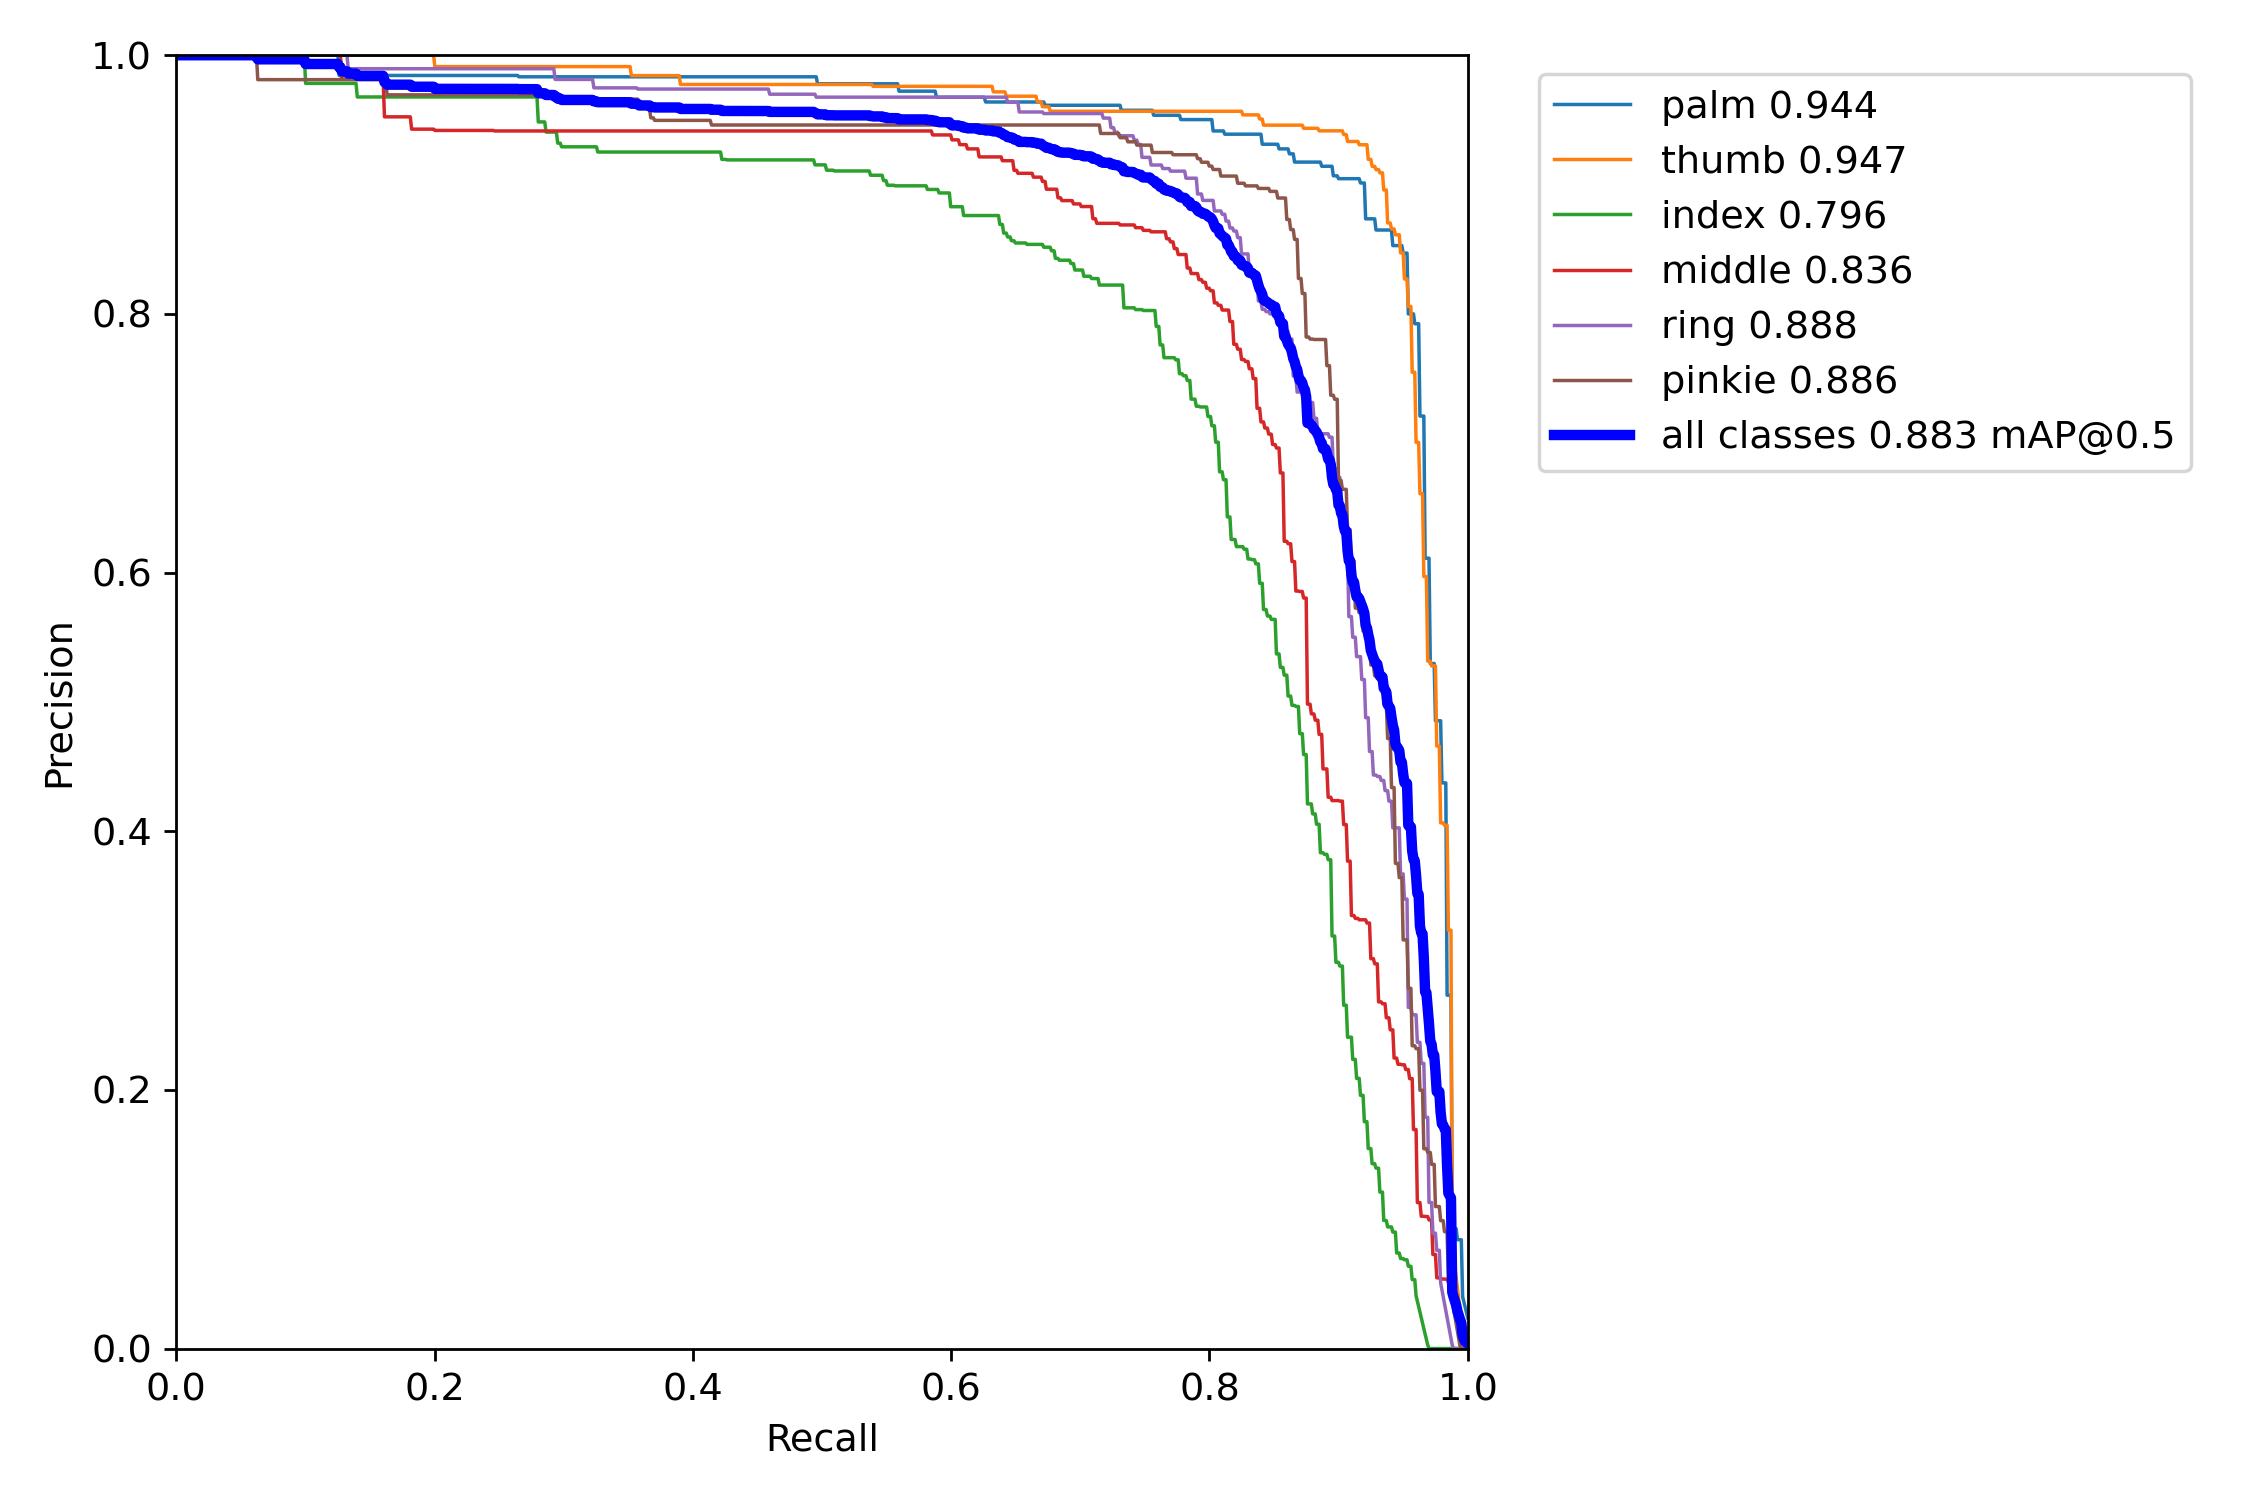 1.0
0.8
0.6
0.4
0.2
0.0
Precision
0.0 0.2 0.4 0.6 0.8 1.0
Recall
palm 0.944
thumb 0.947
index 0.796
middle 0.836
ring 0.888
pinkie 0.886
all classes 0.883 mAP@0.5